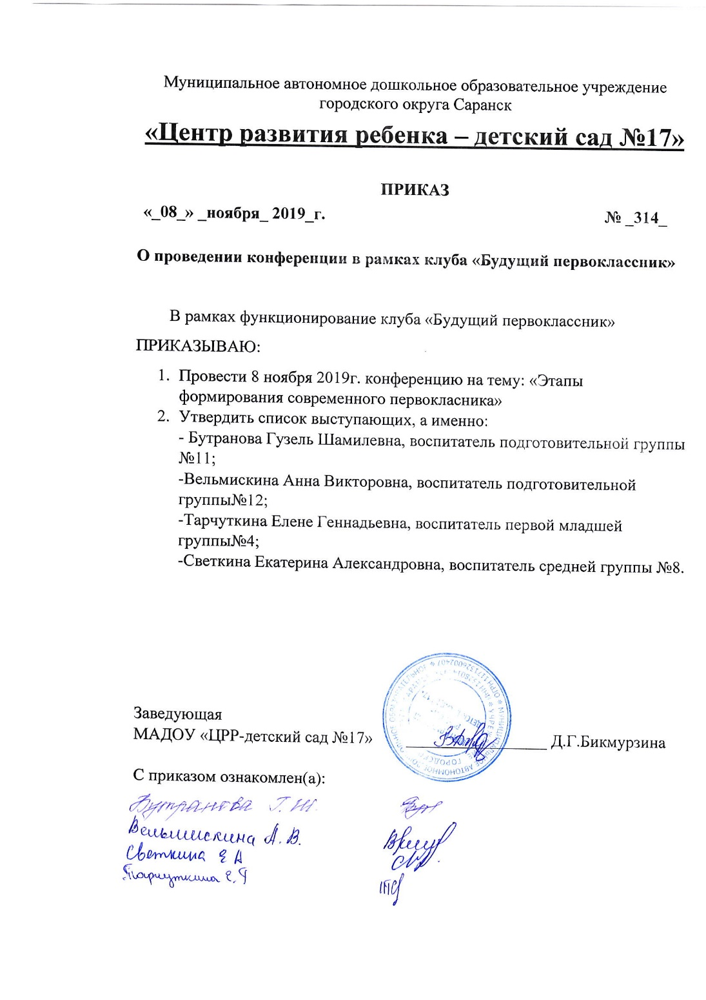 Муниципальное автономное дошкольное образовательное учреждение
городского округа Саранск
«Центр развития ребенка – детский сад №17»
ПРИКАЗ
«_08_» _ноября_ 2019_г. № _314_
О проведении конференции в рамках клуба «Будущий первоклассник»
В рамках функционирование клуба «Будущий первоклассник»
ПРИКАЗЫВАЮ:
1. Провести 8 ноября 2019г. конференцию на тему: «Этапы
формирования современного первокласника»
2. Утвердить список выступающих, а именно:
- Бутранова Гузель Шамилевна, воспитатель подготовительной группы
№11;
-Вельмискина Анна Викторовна, воспитатель подготовительной
группы№12;
-Тарчуткина Елене Геннадьевна, воспитатель первой младшей
группы№4;
-Светкина Екатерина Александровна, воспитатель средней группы №8.
Заведующая
МАДОУ «ЦРР-детский сад №17» Д.Г.Бикмурзина
С приказом ознакомлен(а):
Бутранова Г.Ш.
Вельмискина А.В.
Светкина Е А
Тарчуткина Е.Г